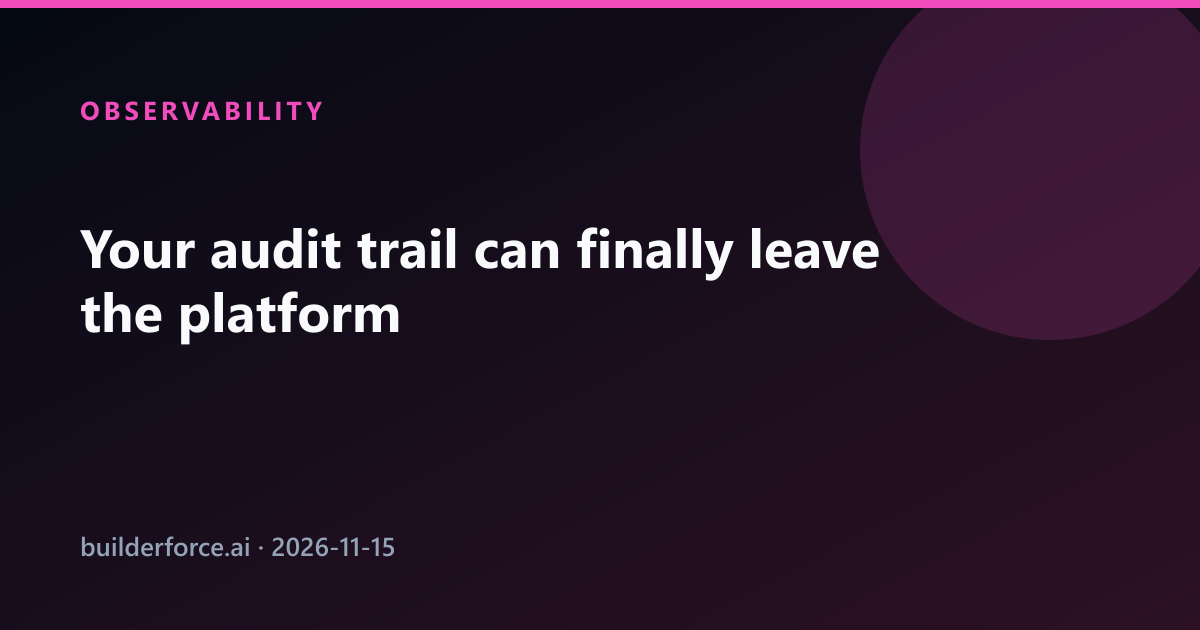 OBSERVABILITY
Your audit trail can finally leave
the platform
builderforce.ai · 2026-11-15